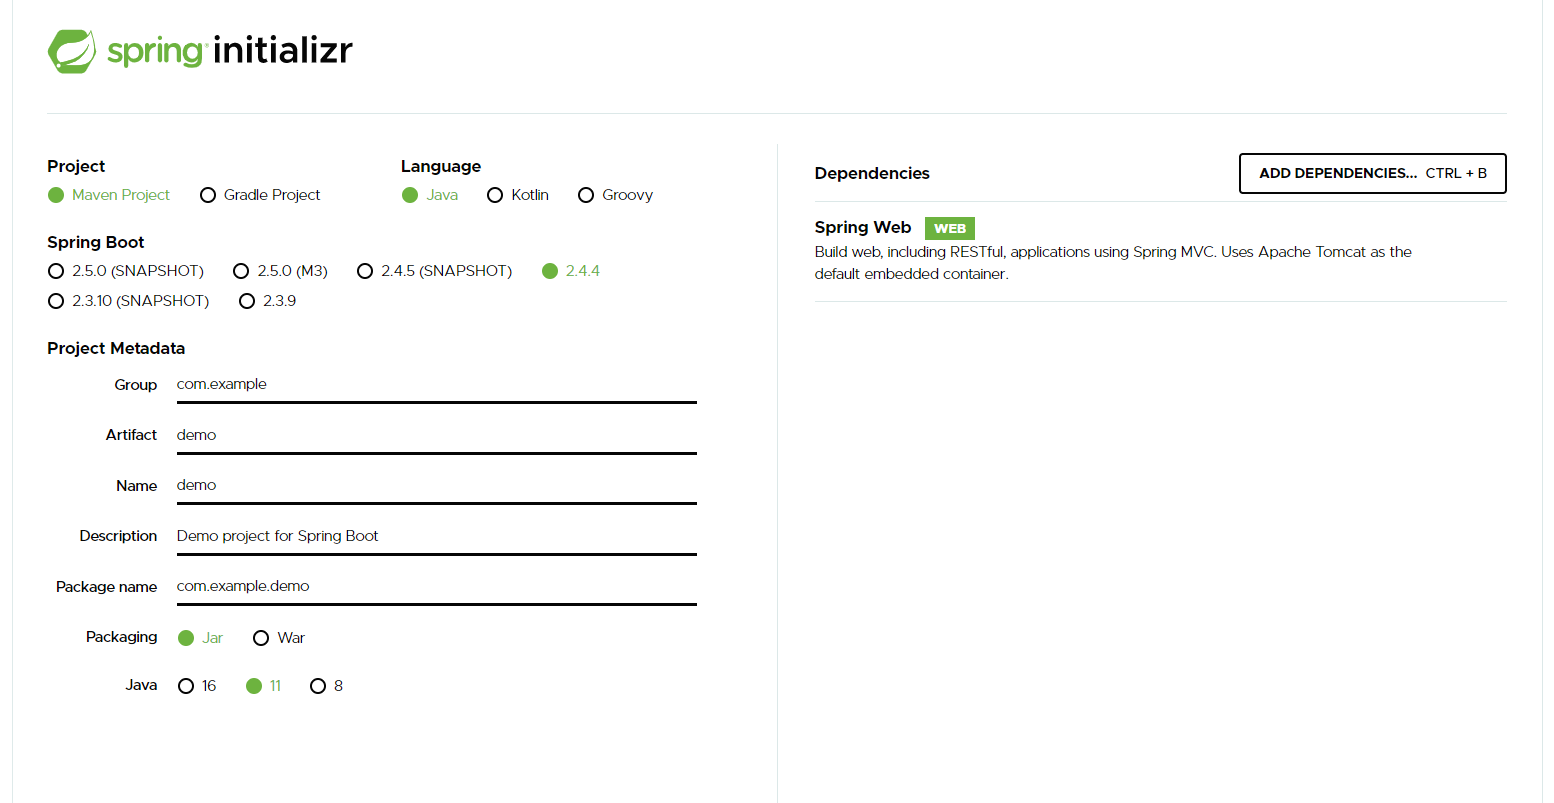 spring initializr
Project
Maven Project Gradle Project
Language
Java Kotlin Groovy
Spring Boot
2.5.0 (SNAPSHOT) 2.5.0 (M3) 2.4.5 (SNAPSHOT) 2.4.4
2.3.10 (SNAPSHOT) 2.3.9
Project Metadata
Group com.example
Artifact demo
Name demo
Description Demo project for Spring Boot
Package name com.example.demo
Packaging Jar War
Java 16 11 8
Dependencies
ADD DEPENDENCIES... CTRL + B
Spring Web WEB
Build web, including RESTful, applications using Spring MVC. Uses Apache Tomcat as the
default embedded container.